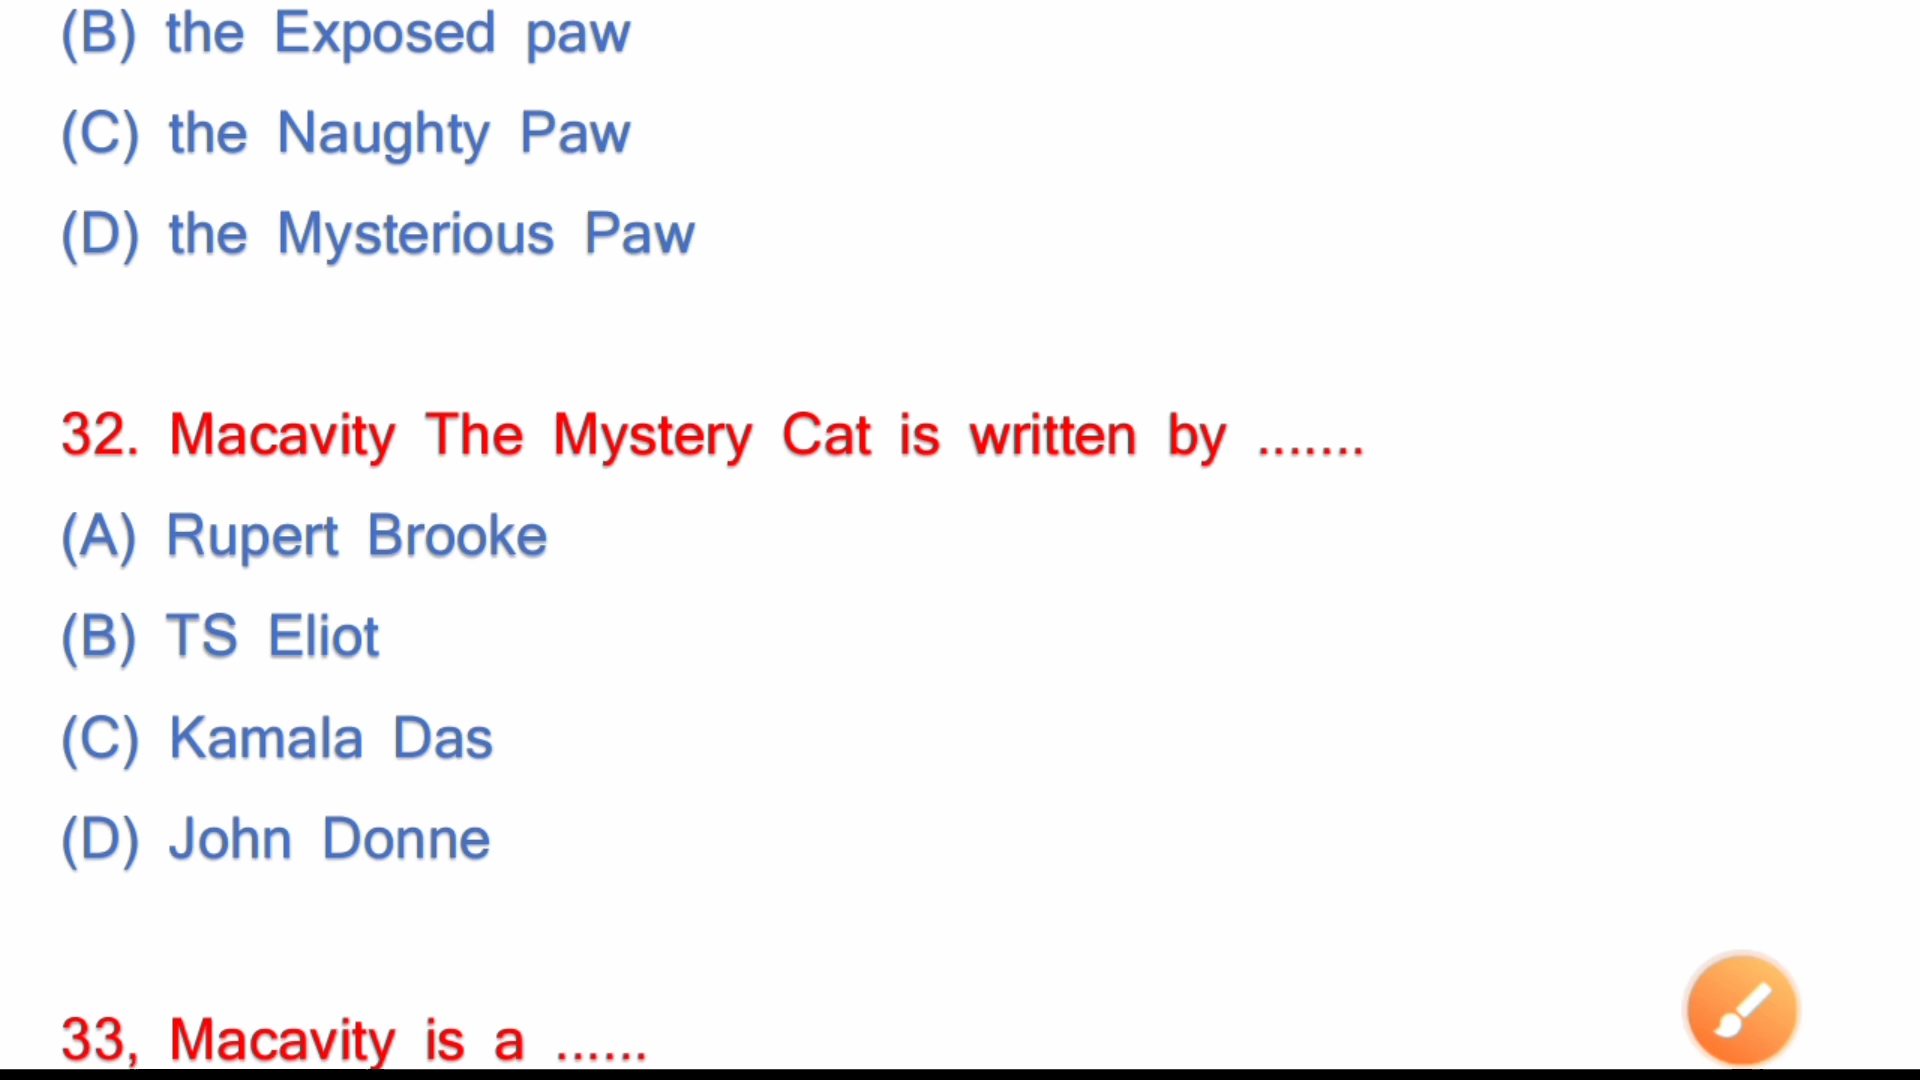 (B) the Exposed paw
(C) the Naughty Paw
(D) the Mysterious Paw
32. Macavity The Mystery Cat is written by .......
(A) Rupert Brooke
(B) TS Eliot
(C) Kamala Das
(D) John Donne
33, Macavity is a ......